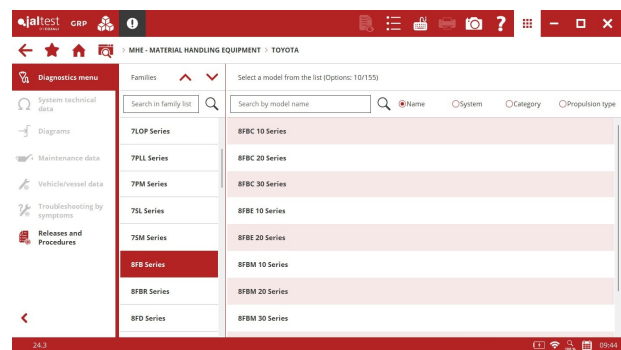 jaltest GRP
MHE - MATERIAL HANDLING EQUIPMENT > TOYOTA
Diagnostics menu
System technical
data
Diagrams
Maintenance data
Vehicle/vessel data
Troubleshooting by
symptoms
Releases and
Procedures
Families
Search in family list
7LOP Series
7PLL Series
7PM Series
7SL Series
7SM Series
8FB Series
8FBR Series
8FD Series
Select a model from the list (Options: 10/155)
Search by model name
Name
System
Category
Propulsion type
8FBC 10 Series
8FBC 20 Series
8FBC 30 Series
8FBE 10 Series
8FBE 20 Series
8FBM 10 Series
8FBM 20 Series
8FBM 30 Series
24.3
09:44